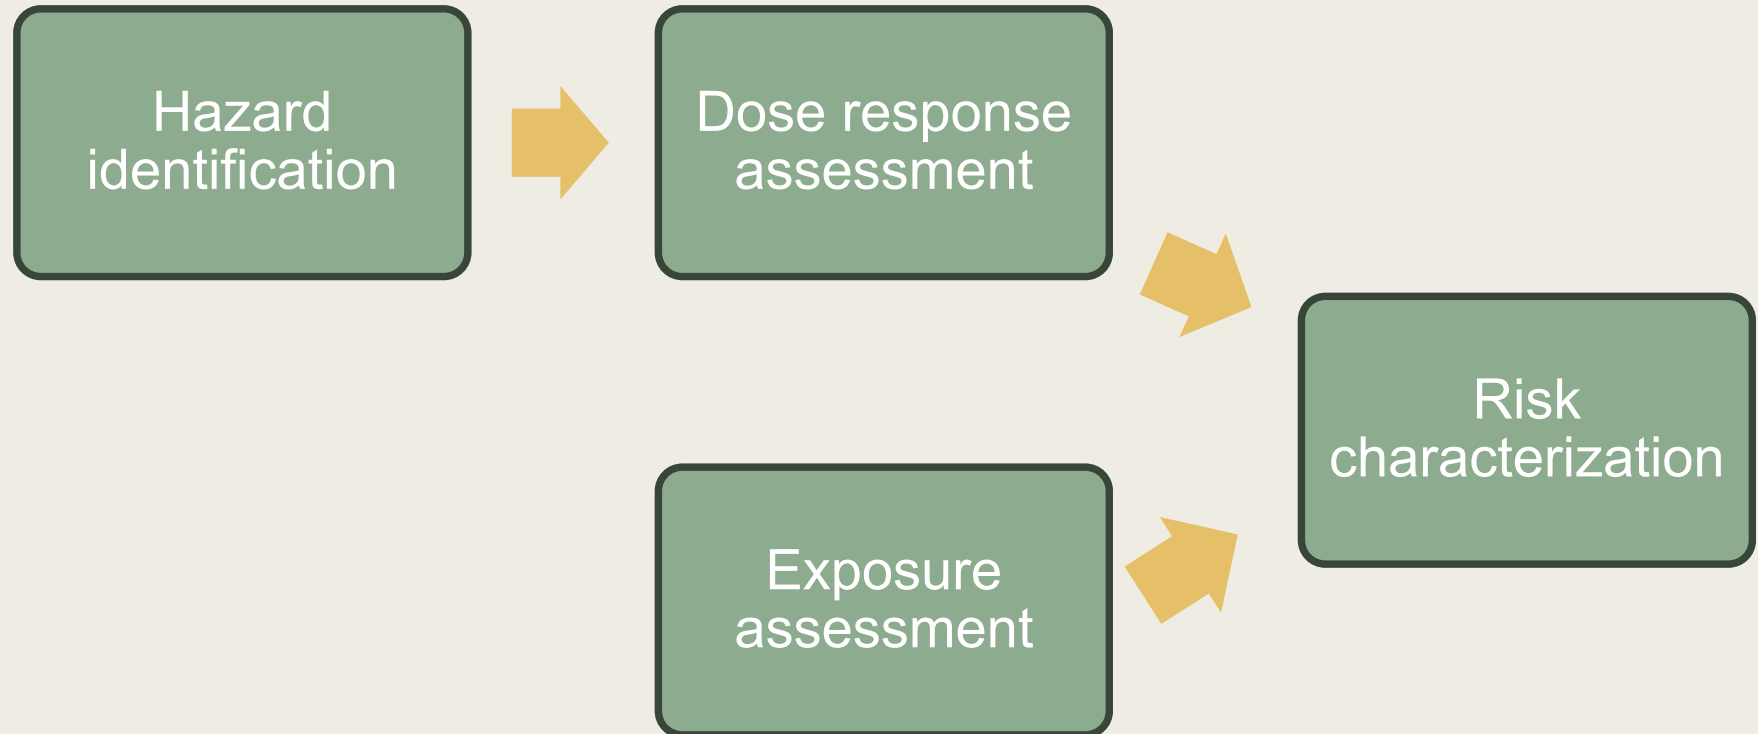 Hazard
identification
Dose response
assessment
Exposure
assessment
Risk
characterization